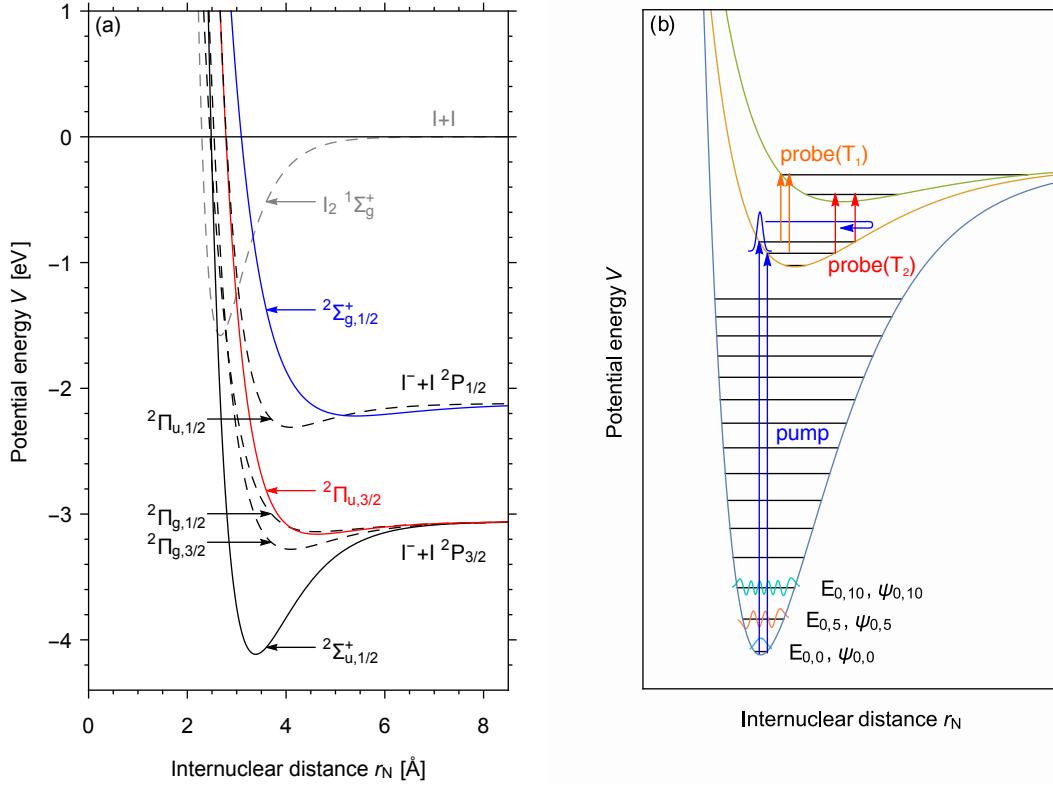 (a)
1
0
−1
−2
−3
−4
Potential energy V [eV]
I+I
I₂ ¹Σ⁺g
²Σ⁺g,1/2
I⁻+I ²P₁/₂
²Πu,1/2
²Πu,3/2
²Πg,1/2
²Πg,3/2
I⁻+I ²P₃/₂
²Σ⁺u,1/2
0 2 4 6 8
Internuclear distance rN [Å]
(b)
Potential energy V
probe(T₁)
probe(T₂)
pump
E₀,₁₀, ψ₀,₁₀
E₀,₅, ψ₀,₅
E₀,₀, ψ₀,₀
Internuclear distance rN